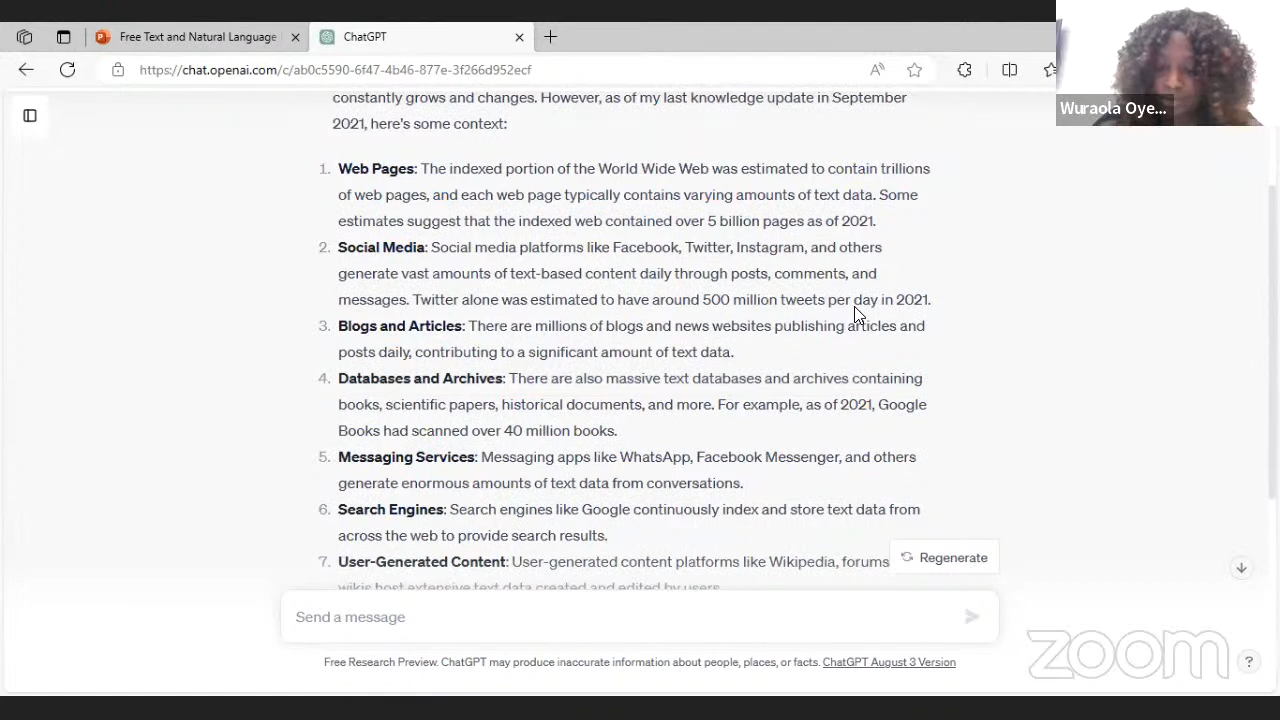 Free Text and Natural Language
ChatGPT
https://chat.openai.com/c/ab0c5590-6f47-4b46-877e-3f266d952ecf
Wuraola Oye...
constantly grows and changes. However, as of my last knowledge update in September
2021, here's some context:
1. Web Pages: The indexed portion of the World Wide Web was estimated to contain trillions
of web pages, and each web page typically contains varying amounts of text data. Some
estimates suggest that the indexed web contained over 5 billion pages as of 2021.
2. Social Media: Social media platforms like Facebook, Twitter, Instagram, and others
generate vast amounts of text-based content daily through posts, comments, and
messages. Twitter alone was estimated to have around 500 million tweets per day in 2021.
3. Blogs and Articles: There are millions of blogs and news websites publishing articles and
posts daily, contributing to a significant amount of text data.
4. Databases and Archives: There are also massive text databases and archives containing
books, scientific papers, historical documents, and more. For example, as of 2021, Google
Books had scanned over 40 million books.
5. Messaging Services: Messaging apps like WhatsApp, Facebook Messenger, and others
generate enormous amounts of text data from conversations.
6. Search Engines: Search engines like Google continuously index and store text data from
across the web to provide search results.
7. User-Generated Content: User-generated content platforms like Wikipedia, forums
wikis host extensive text data created and edited by users.
Regenerate
Send a message
Free Research Preview. ChatGPT may produce inaccurate information about people, places, or facts. ChatGPT August 3 Version
zoom
?